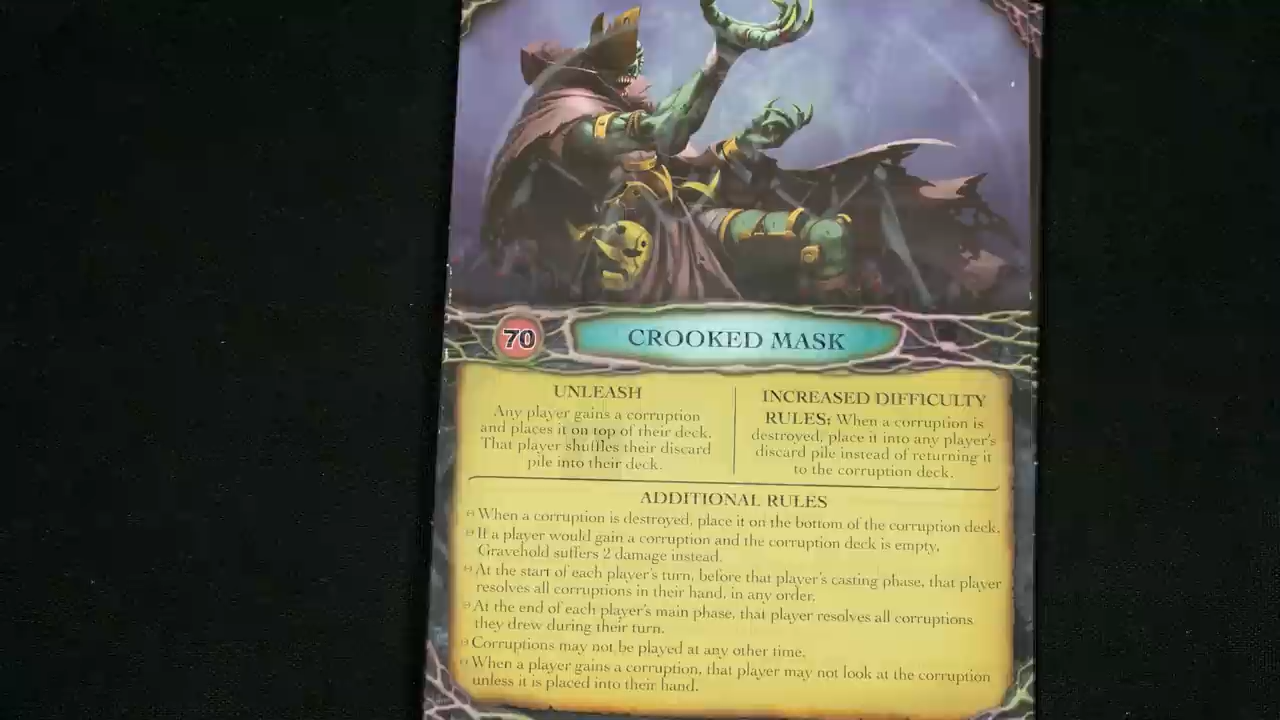 70
CROOKED MASK
UNLEASH
Any player gains a corruption
and places it on top of their deck.
That player shuffles their discard
pile into their deck.
INCREASED DIFFICULTY
RULES: When a corruption is
destroyed, place it into any player's
discard pile instead of returning it
to the corruption deck.
ADDITIONAL RULES
When a corruption is destroyed, place it on the bottom of the corruption deck.
If a player would gain a corruption and the corruption deck is empty,
Gravehold suffers 2 damage instead.
At the start of each player's turn, before that player's casting phase, that player
resolves all corruptions in their hand, in any order.
At the end of each player's main phase, that player resolves all corruptions
they drew during their turn.
Corruptions may not be played at any other time.
When a player gains a corruption, that player may not look at the corruption
unless it is placed into their hand.